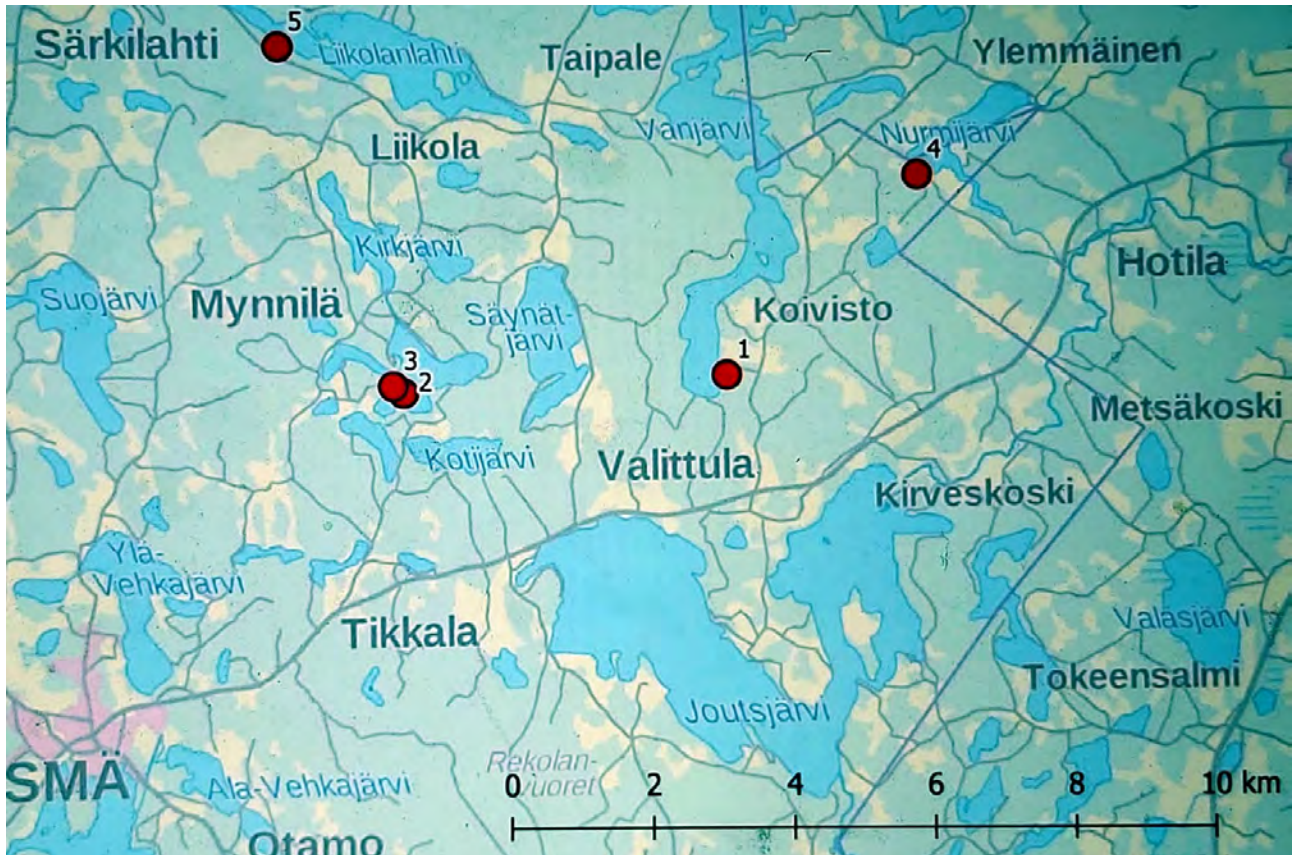 5
Särkilahti
Liikolanlahti
Taipale
Ylemmäinen
Vanjärvi
Nurmijärvi
4
Liikola
Kirkjärvi
Hotila
Suojärvi
Mynnilä
Säynät-
järvi
Koivisto
1
3
2
Metsäkoski
Kotijärvi
Valittula
Kirveskoski
Ylä-
Vehkajärvi
Tikkala
Valäsjärvi
Tokeensalmi
Joutsjärvi
Rekolan-
vuoret
SMÄ
Ala-Vehkajärvi
0 2 4 6 8 10 km
Otamo